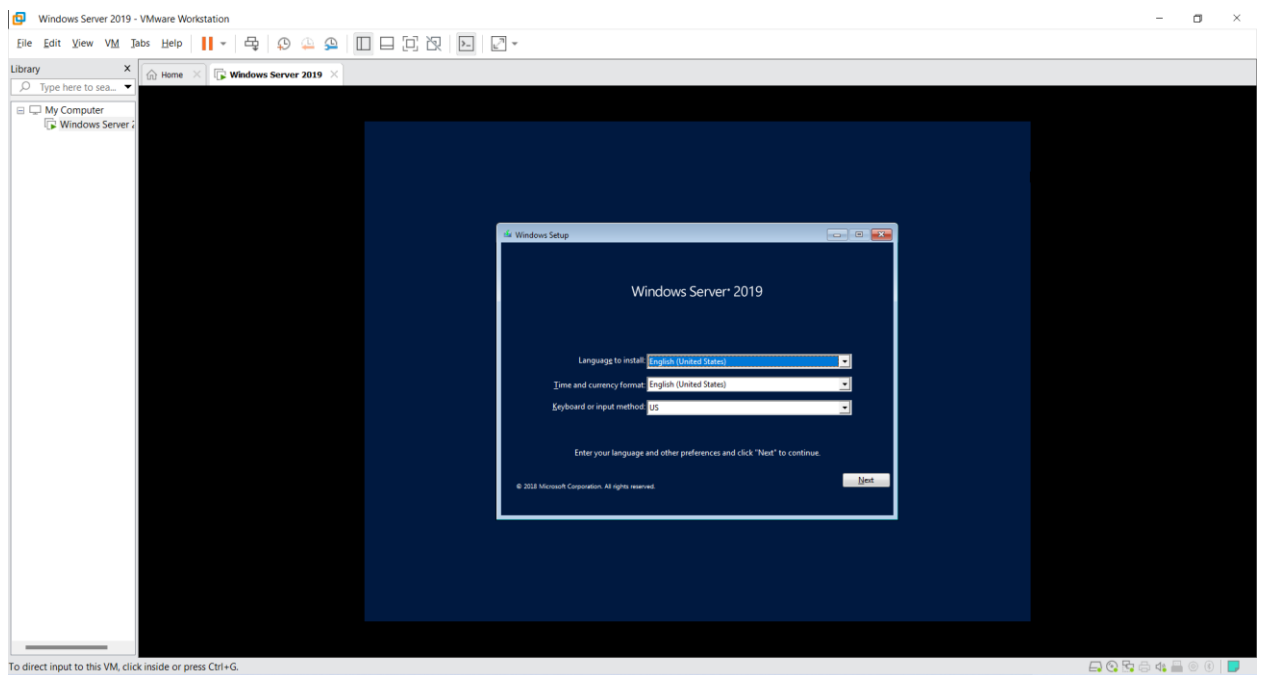 Windows Server 2019 - VMware Workstation
File Edit View VM Tabs Help
Library X
Home
Windows Server 2019
Type here to sea...
My Computer
Windows Server 2
Windows Setup
Windows Server® 2019
Language to install: English (United States)
Time and currency format: English (United States)
Keyboard or input method: US
Enter your language and other preferences and click "Next" to continue.
Next
© 2018 Microsoft Corporation. All rights reserved.
To direct input to this VM, click inside or press Ctrl+G.